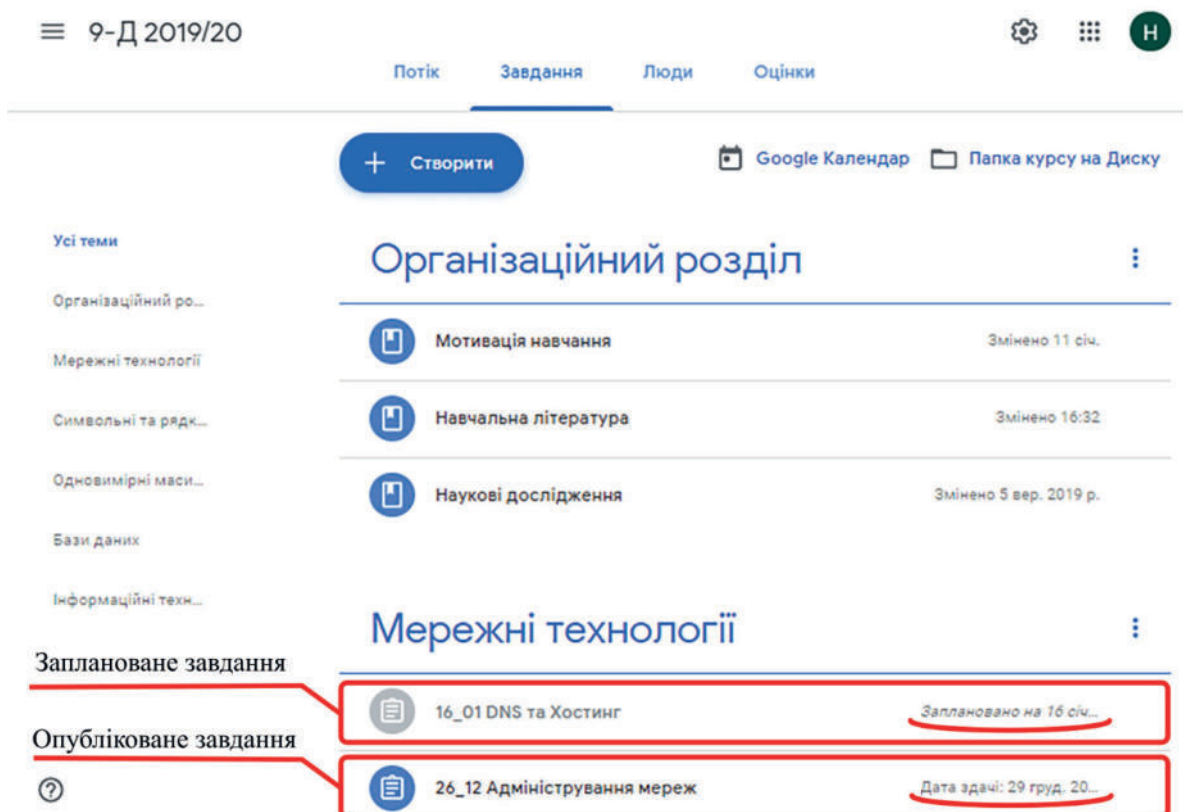 9-Д 2019/20
Н
Потік Завдання Люди Оцінки
+ Створити
Google Календар Папка курсу на Диску
Усі теми
Організаційний ро...
Мережні технології
Символьні та рядк...
Одновимірні маси...
Бази даних
Інформаційні техн...
Організаційний розділ
Мотивація навчання Змінено 11 січ.
Навчальна література Змінено 16:32
Наукові дослідження Змінено 5 вер. 2019 р.
Мережні технології
Заплановане завдання
16_01 DNS та Хостинг Заплановано на 16 січ...
Опубліковане завдання
26_12 Адміністрування мереж Дата здачі: 29 груд. 20...